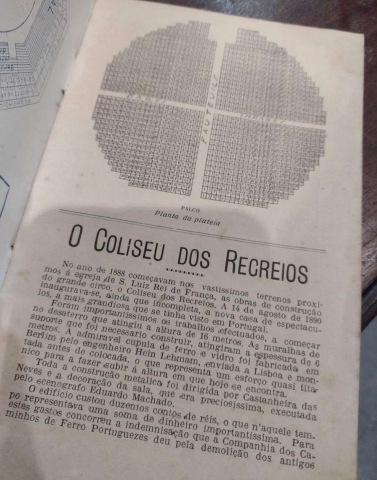 FAUTEUIL
PALCO
Planta da plateia
O COLISEU DOS RECREIOS
No ano de 1888 começavam nos vastissimos terrenos proxi-
mos á egreja de S. Luiz Rei de França, as obras de construção
do grande circo, o Coliseu dos Recreios. A 14 de agosto de 1890
inaugurava-se, ainda que incompleta, a nova casa de espectacu-
los, a mais grandiosa que se tinha visto em Portugal.
Foram importantissimos os trabalhos efectuados, a começar
no desaterro que atingiu a altura de 16 metros. As muralhas de
suporte que foi necessario construir, atingiram a espessura de 6
metros. A admiravel cupula de ferro e vidro foi fabricada em
Berlim pelo engenheiro Hein Lehman, enviada a Lisboa e mon-
tada antes de colocada, o que representa um esforço quasi tita-
nico para a fazer subir á altura em que hoje se encontra.
Toda a construção metalica foi dirigida por Castanheira das
Neves e a decoração da sala, que era preciosissima, executada
pelo scenografo Eduardo Machado.
O edificio custou duzentos contos de réis, o que n'aquele tem-
po representava uma soma de dinheiro importantissima. Para
estes gastos concorreu a indemnisação que a Companhia dos Ca-
minhos de Ferro Portuguezes deu pela demolição dos antigos